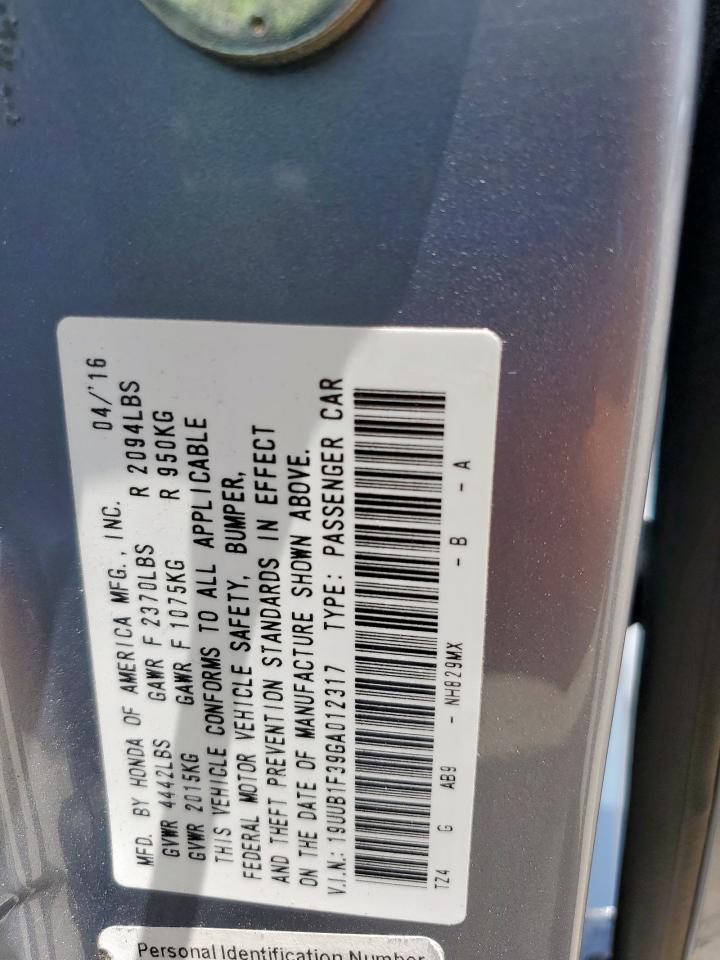 MFD. BY HONDA OF AMERICA MFG., INC. 04/'16
GVWR 4442LBS GAWR F 2370LBS R 2094LBS
GVWR 2015KG GAWR F 1075KG R 950KG
THIS VEHICLE CONFORMS TO ALL APPLICABLE
FEDERAL MOTOR VEHICLE SAFETY, BUMPER,
AND THEFT PREVENTION STANDARDS IN EFFECT
ON THE DATE OF MANUFACTURE SHOWN ABOVE.
V.I.N.: 19UUB1F39GA012317 TYPE: PASSENGER CAR
TZ4 G AB9 - NH829MX - B - A
Personal Identification Number